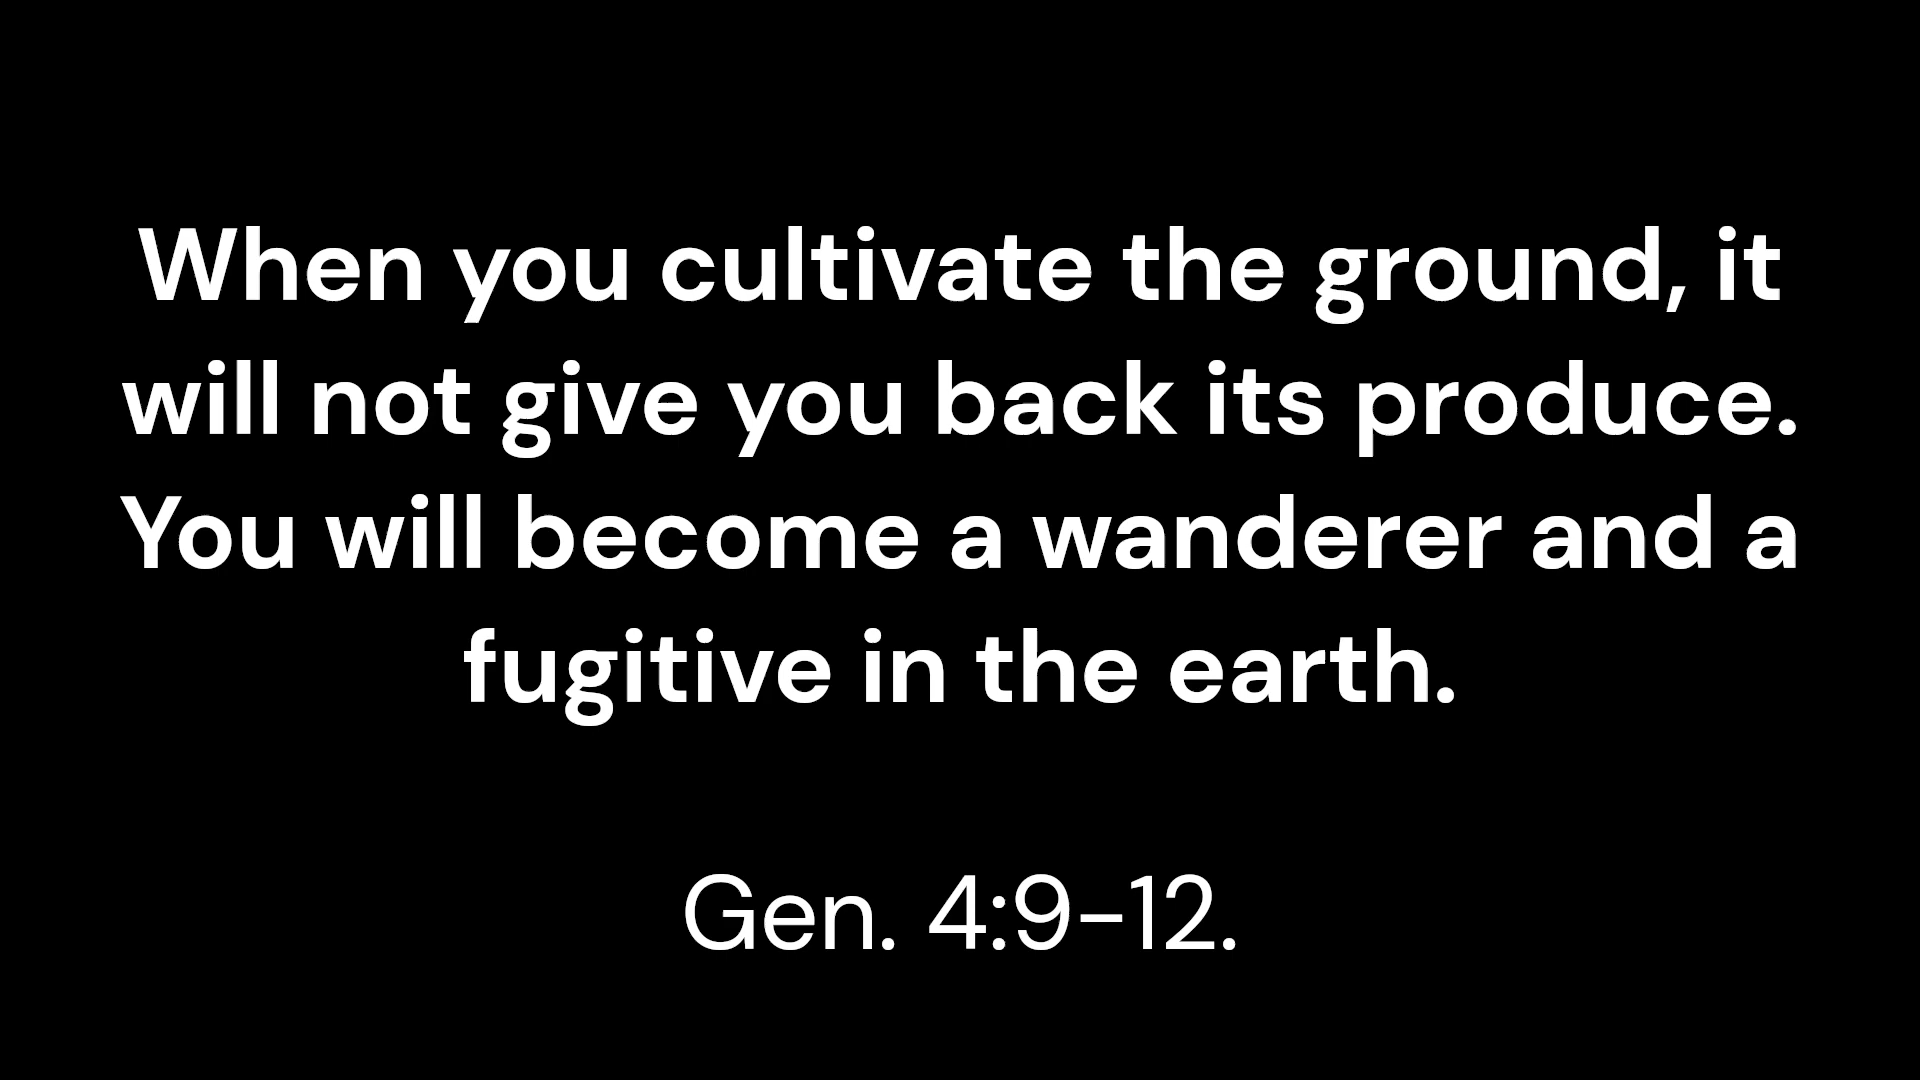 When you cultivate the ground, it
will not give you back its produce.
You will become a wanderer and a
fugitive in the earth.
Gen. 4:9–12.